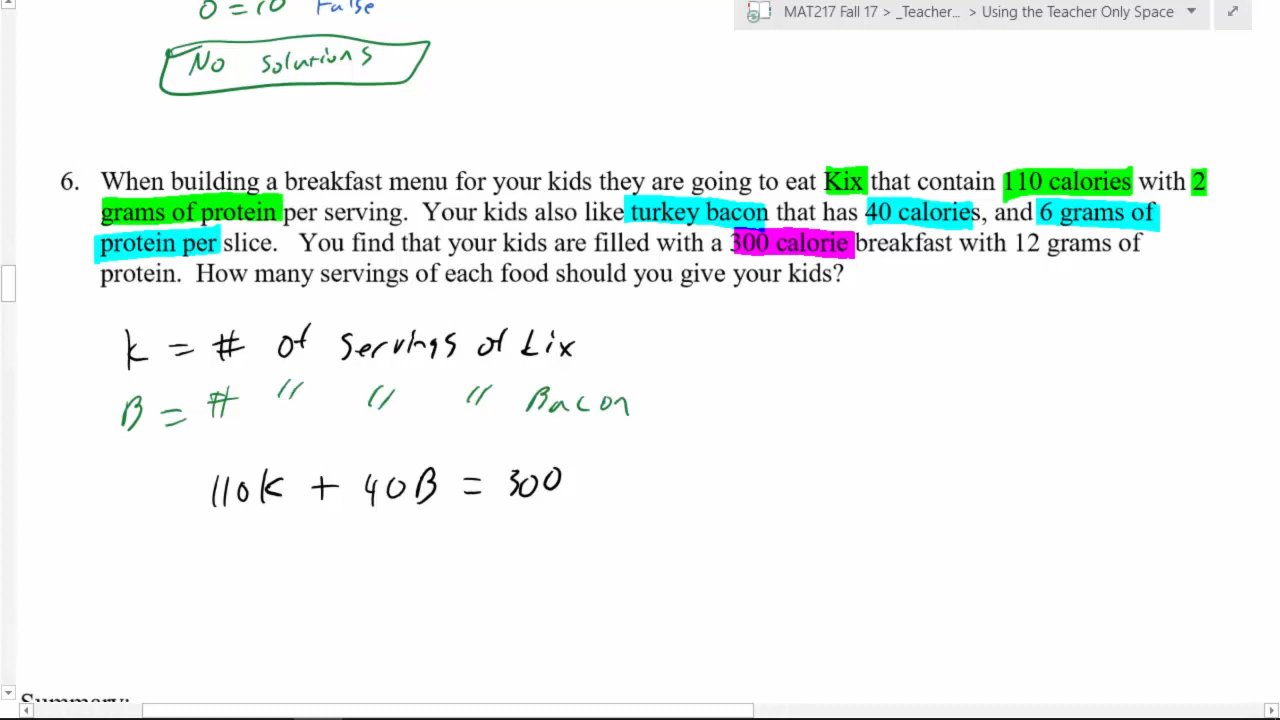 0 = 10 False
MAT217 Fall 17 > _Teacher... > Using the Teacher Only Space
No solutions
6. When building a breakfast menu for your kids they are going to eat Kix that contain 110 calories with 2
grams of protein per serving. Your kids also like turkey bacon that has 40 calories, and 6 grams of
protein per slice. You find that your kids are filled with a 300 calorie breakfast with 12 grams of
protein. How many servings of each food should you give your kids?
K = # of servings of Kix
B = # " " " Bacon
110K + 40B = 300
Summary: